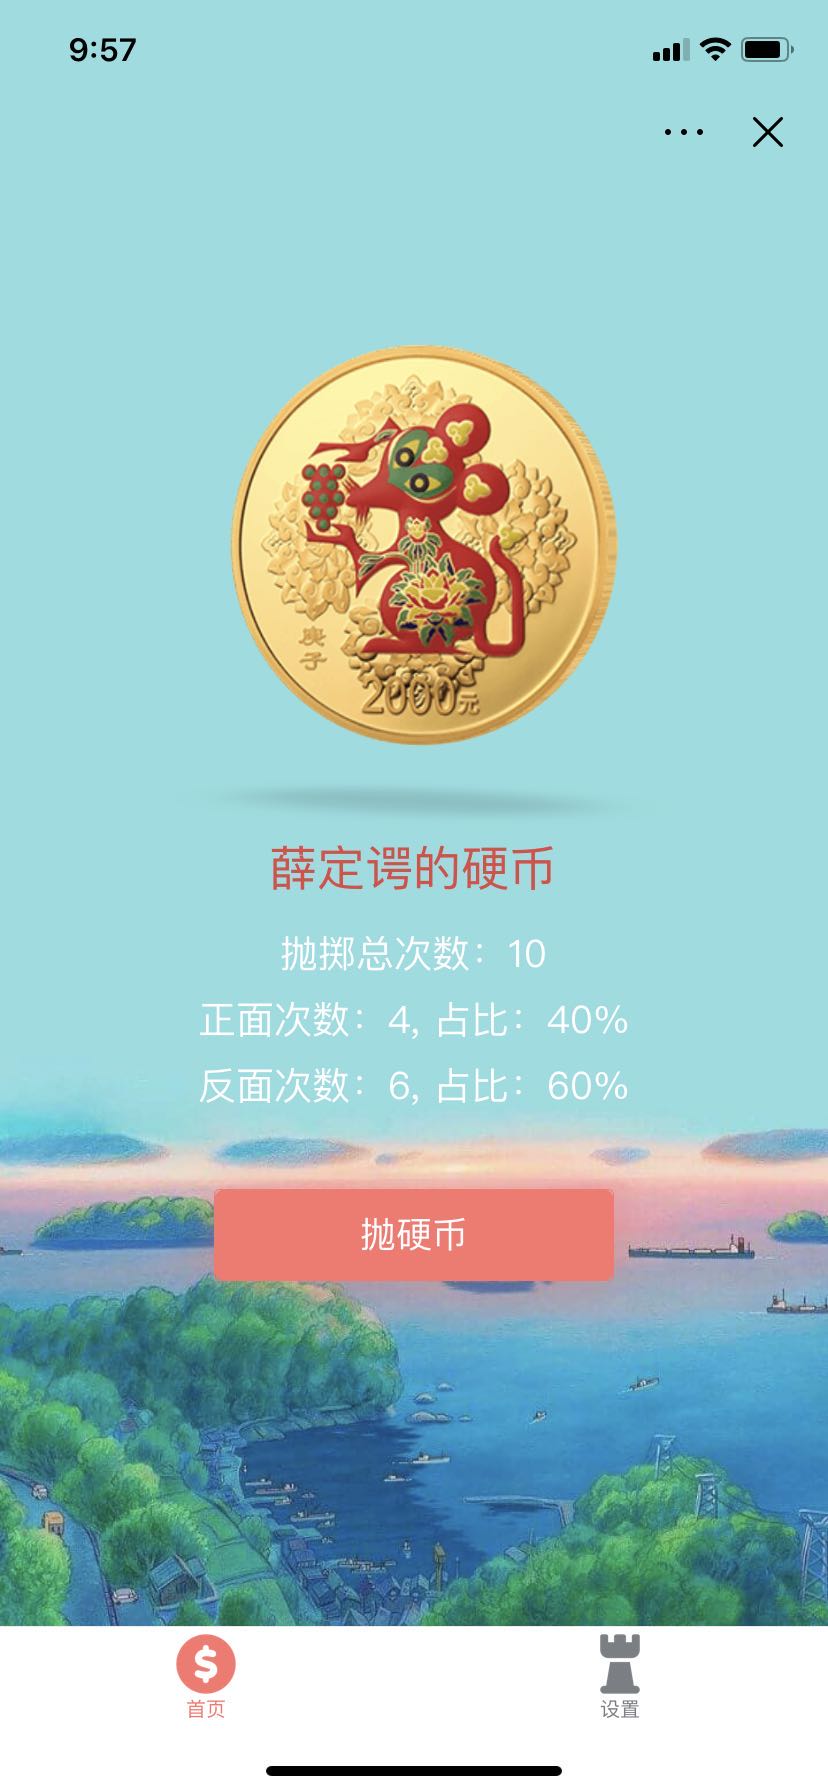 9:57
庚
子
2000元
薛定谔的硬币
抛掷总次数：10
正面次数：4, 占比：40%
反面次数：6, 占比：60%
抛硬币
首页
设置